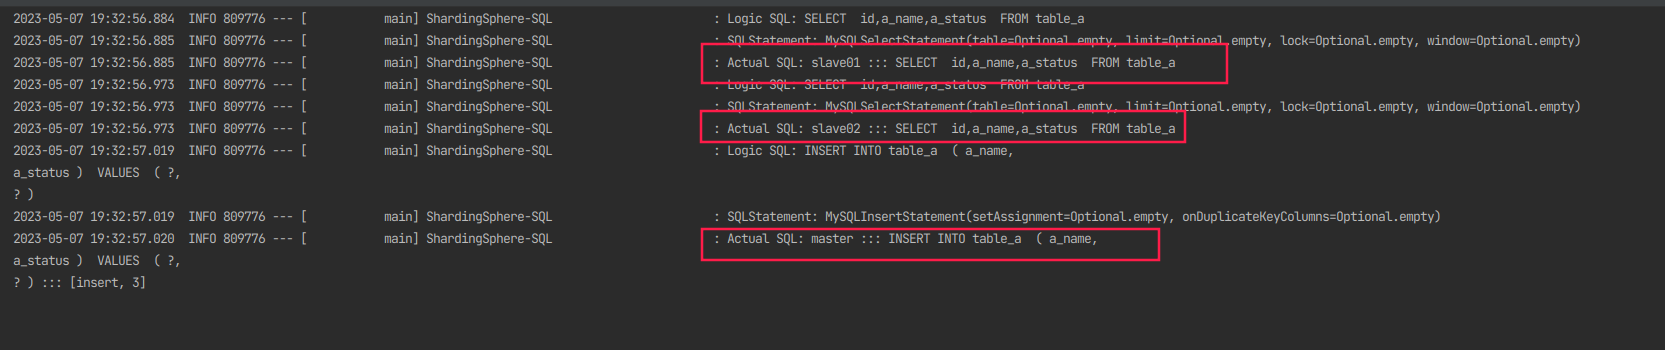 2023-05-07 19:32:56.884  INFO 809776 --- [           main] ShardingSphere-SQL                       : Logic SQL: SELECT  id,a_name,a_status  FROM table_a
2023-05-07 19:32:56.885  INFO 809776 --- [           main] ShardingSphere-SQL                       : SQLStatement: MySQLSelectStatement(table=Optional.empty, limit=Optional.empty, lock=Optional.empty, window=Optional.empty)
2023-05-07 19:32:56.885  INFO 809776 --- [           main] ShardingSphere-SQL                       : Actual SQL: slave01 ::: SELECT  id,a_name,a_status  FROM table_a
2023-05-07 19:32:56.973  INFO 809776 --- [           main] ShardingSphere-SQL                       : Logic SQL: SELECT  id,a_name,a_status  FROM table_a
2023-05-07 19:32:56.973  INFO 809776 --- [           main] ShardingSphere-SQL                       : SQLStatement: MySQLSelectStatement(table=Optional.empty, limit=Optional.empty, lock=Optional.empty, window=Optional.empty)
2023-05-07 19:32:56.973  INFO 809776 --- [           main] ShardingSphere-SQL                       : Actual SQL: slave02 ::: SELECT  id,a_name,a_status  FROM table_a
2023-05-07 19:32:57.019  INFO 809776 --- [           main] ShardingSphere-SQL                       : Logic SQL: INSERT INTO table_a  ( a_name,
a_status )  VALUES  ( ?,
? )
2023-05-07 19:32:57.019  INFO 809776 --- [           main] ShardingSphere-SQL                       : SQLStatement: MySQLInsertStatement(setAssignment=Optional.empty, onDuplicateKeyColumns=Optional.empty)
2023-05-07 19:32:57.020  INFO 809776 --- [           main] ShardingSphere-SQL                       : Actual SQL: master ::: INSERT INTO table_a  ( a_name,
a_status )  VALUES  ( ?,
? ) ::: [insert, 3]